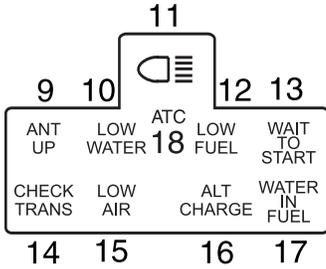 11
9 10 12 13
ANT UP
LOW WATER
ATC
18
LOW FUEL
WAIT TO START
CHECK TRANS
LOW AIR
ALT CHARGE
WATER IN FUEL
14 15 16 17